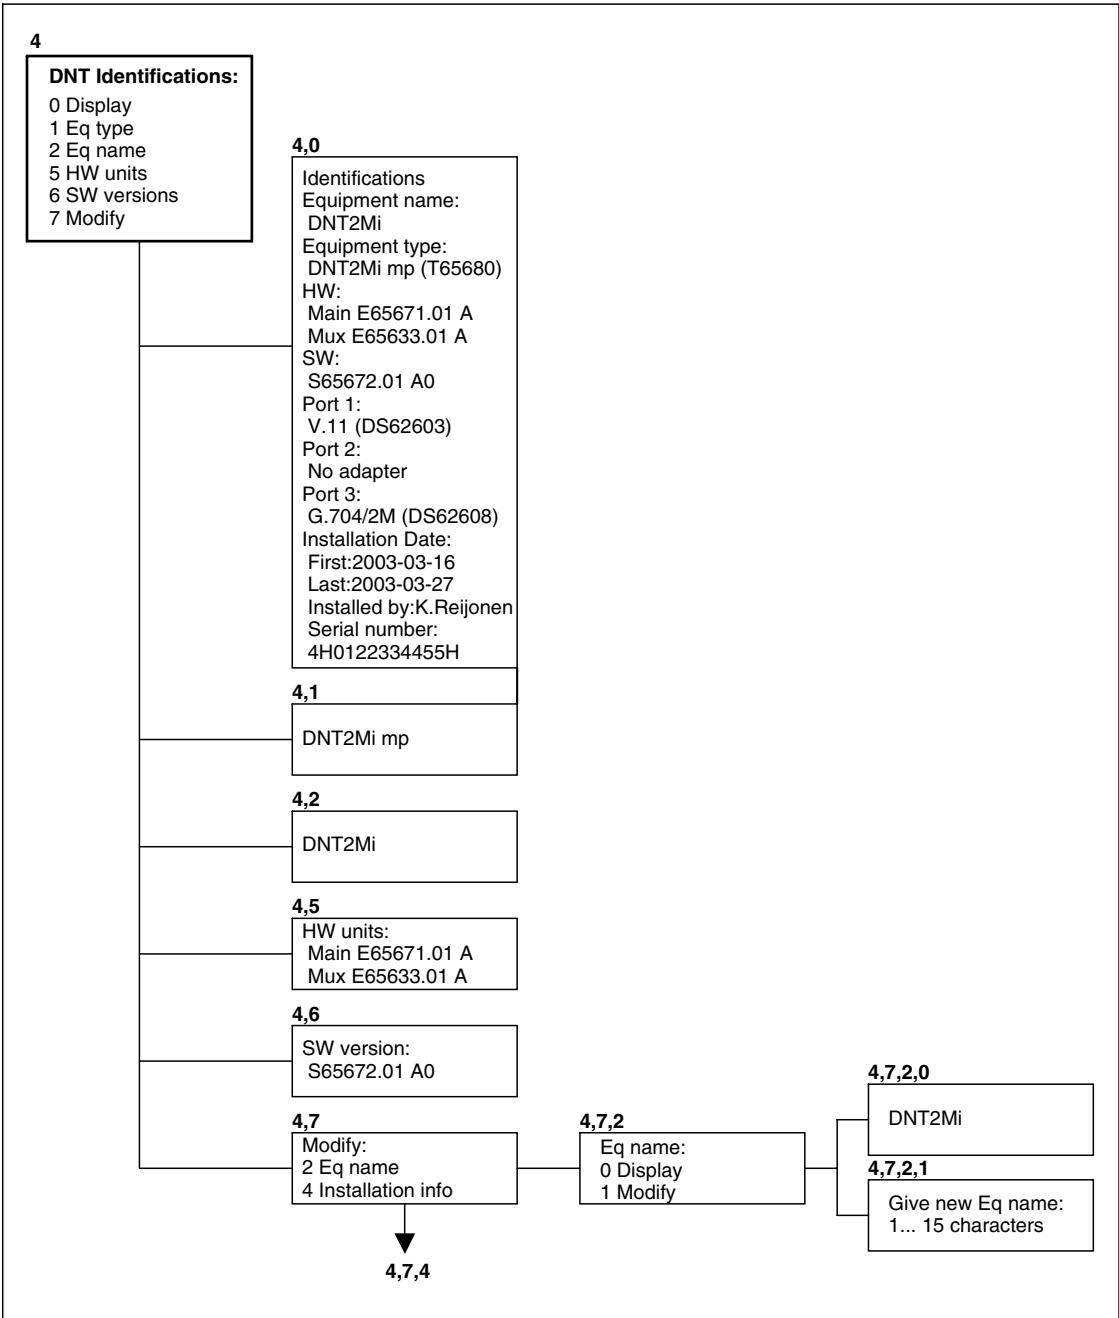 4
DNT Identifications:
0 Display
1 Eq type
2 Eq name
5 HW units
6 SW versions
7 Modify
4,0
Identifications
Equipment name:
DNT2Mi
Equipment type:
DNT2Mi mp (T65680)
HW:
Main E65671.01 A
Mux E65633.01 A
SW:
S65672.01 A0
Port 1:
V.11 (DS62603)
Port 2:
No adapter
Port 3:
G.704/2M (DS62608)
Installation Date:
First:2003-03-16
Last:2003-03-27
Installed by:K.Reijonen
Serial number:
4H0122334455H
4,1
DNT2Mi mp
4,2
DNT2Mi
4,5
HW units:
Main E65671.01 A
Mux E65633.01 A
4,6
SW version:
S65672.01 A0
4,7
Modify:
2 Eq name
4 Installation info
4,7,4
4,7,2
Eq name:
0 Display
1 Modify
4,7,2,0
DNT2Mi
4,7,2,1
Give new Eq name:
1... 15 characters